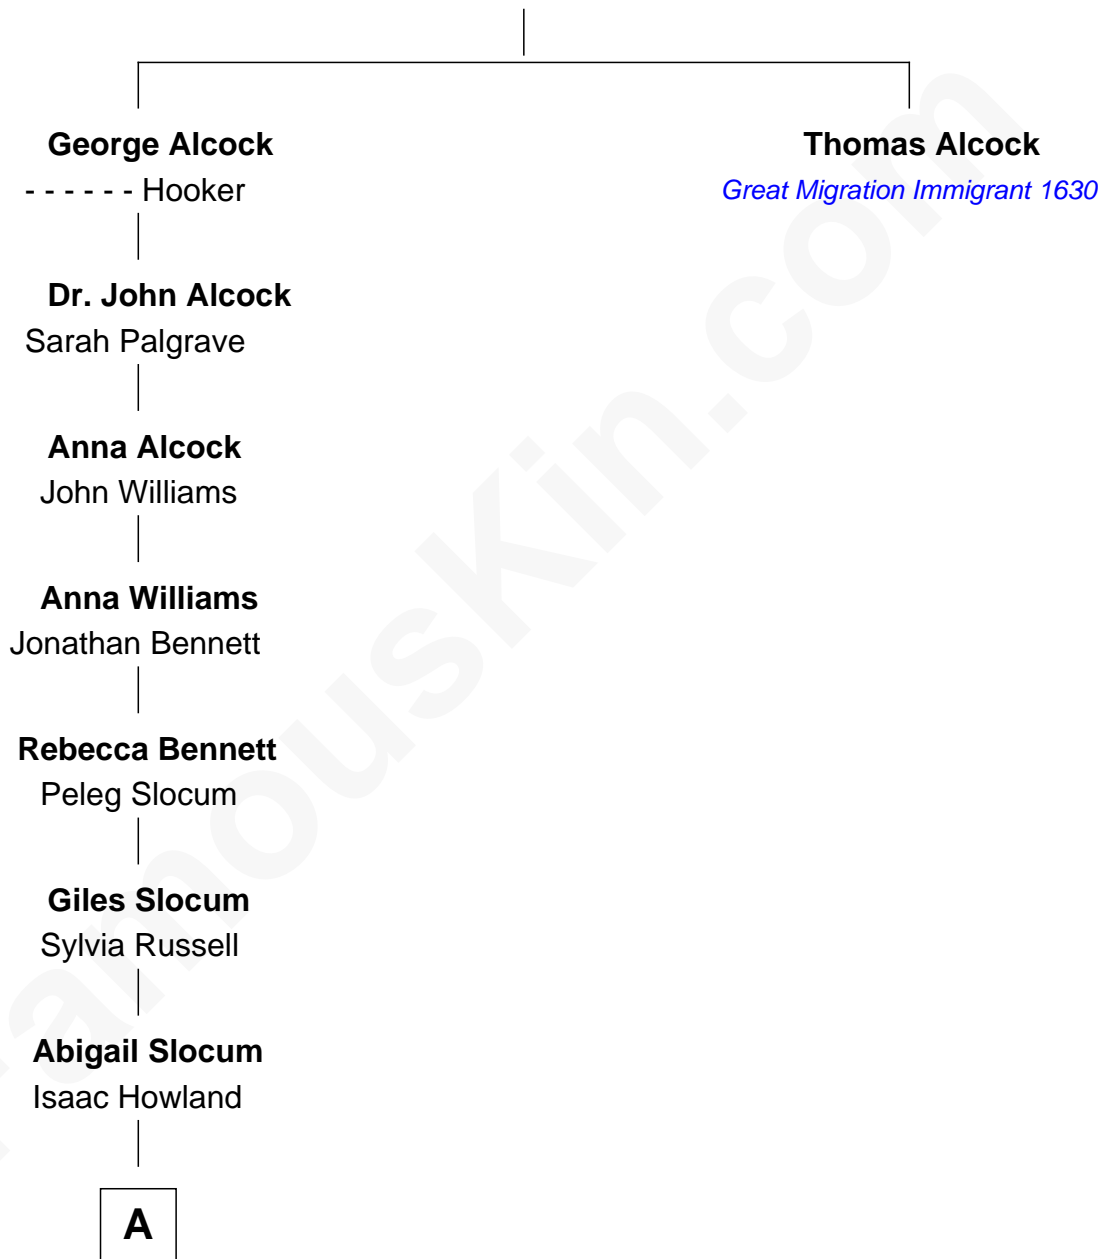 George Alcock
- - - - - - Hooker
Thomas Alcock
Great Migration Immigrant 1630
Dr. John Alcock
Sarah Palgrave
Anna Alcock
John Williams
Anna Williams
Jonathan Bennett
Rebecca Bennett
Peleg Slocum
Giles Slocum
Sylvia Russell
Abigail Slocum
Isaac Howland
A
FamousKin.com